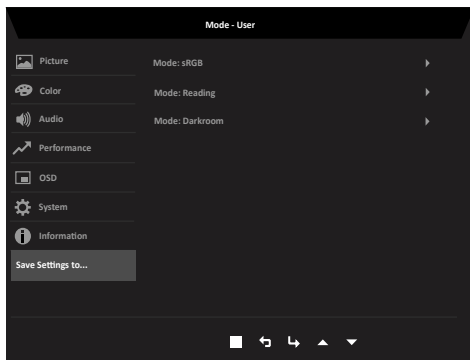 Mode - User
Picture
Color
Audio
Performance
OSD
System
Information
Save Settings to...
Mode: sRGB
Mode: Reading
Mode: Darkroom